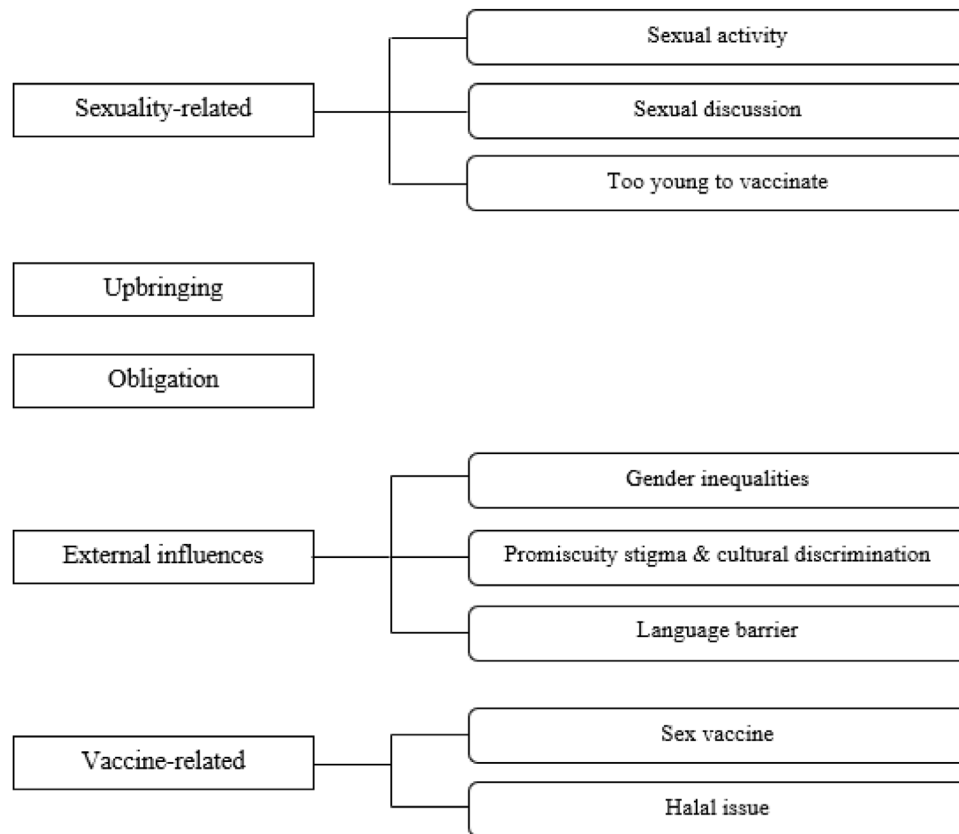 Sexual activity
Sexuality-related
Sexual discussion
Too young to vaccinate
Upbringing
Obligation
Gender inequalities
External influences
Promiscuity stigma & cultural discrimination
Language barrier
Sex vaccine
Vaccine-related
Halal issue